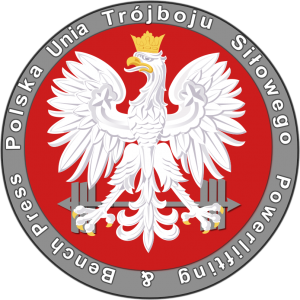 Polska Unia Trójboju Siłowego
Powerlifting & Bench Press